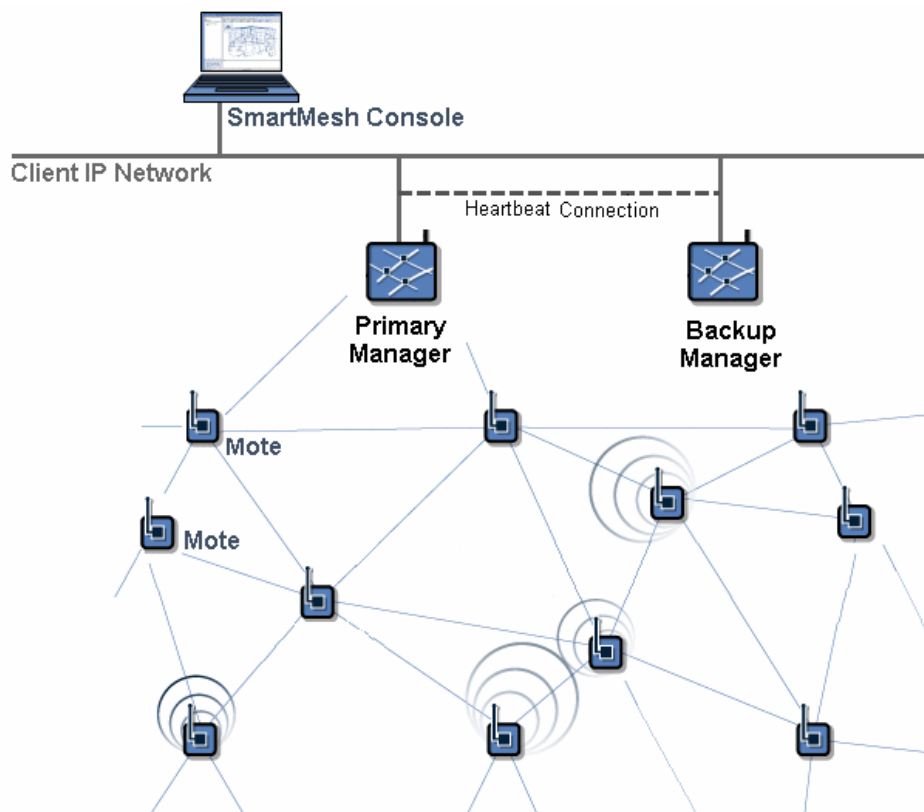 SmartMesh Console
Client IP Network
Heartbeat Connection
Primary
Manager
Backup
Manager
Mote
Mote